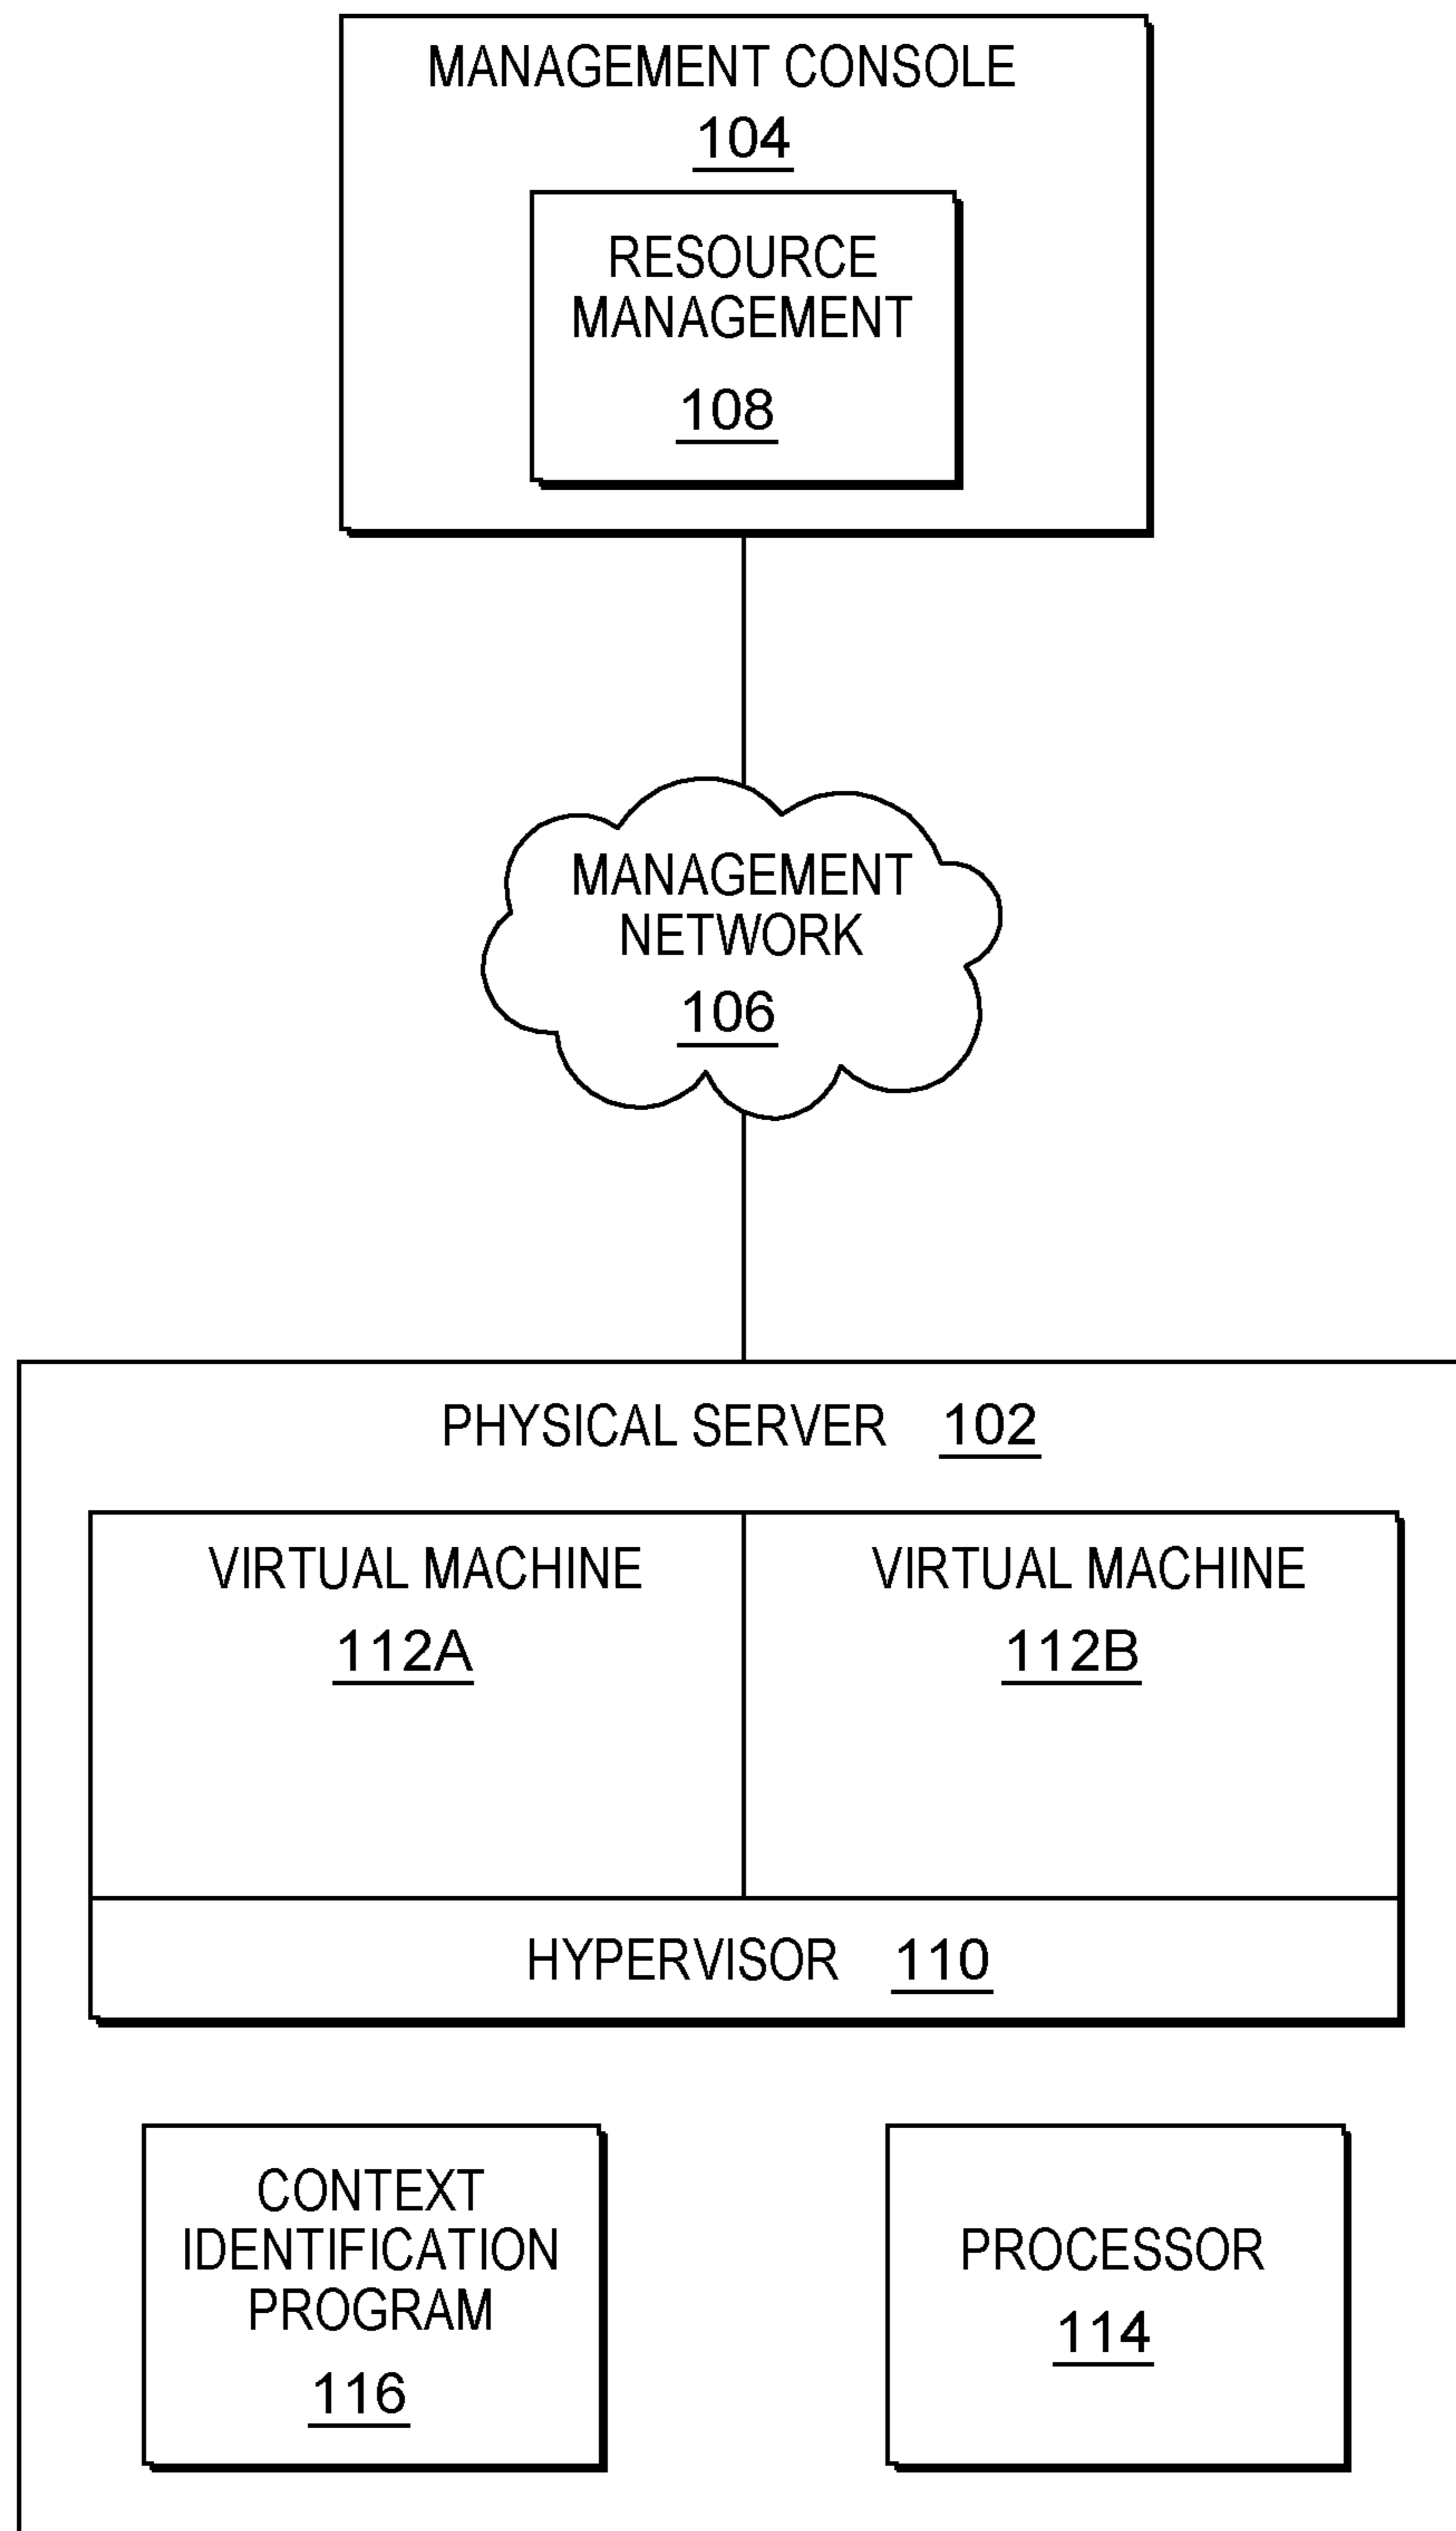 MANAGEMENT CONSOLE
104
RESOURCE
MANAGEMENT
108
MANAGEMENT
NETWORK
106
PHYSICAL SERVER 102
VIRTUAL MACHINE
112A
VIRTUAL MACHINE
112B
HYPERVISOR 110
CONTEXT
IDENTIFICATION
PROGRAM
116
PROCESSOR
114